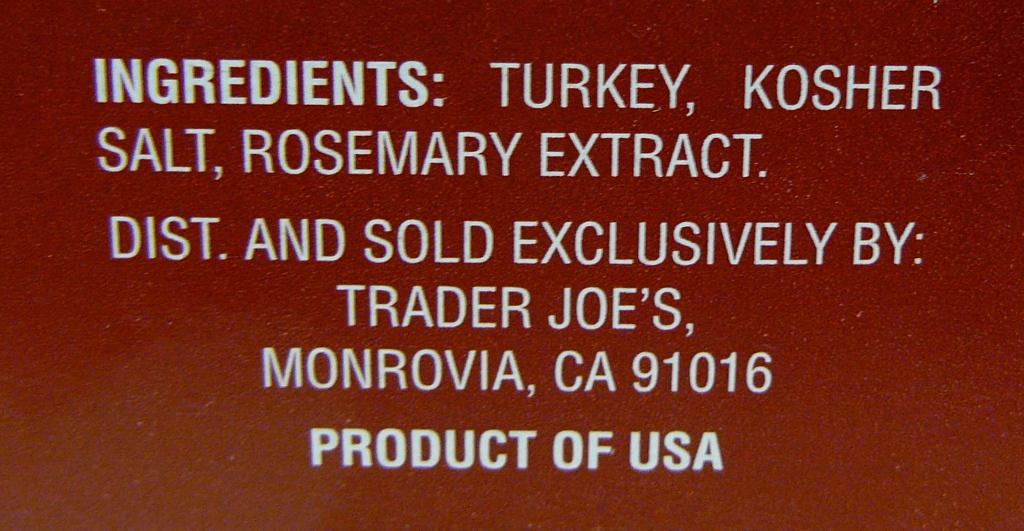 INGREDIENTS: TURKEY, KOSHER
SALT, ROSEMARY EXTRACT.
DIST. AND SOLD EXCLUSIVELY BY:
TRADER JOE'S,
MONROVIA, CA 91016
PRODUCT OF USA